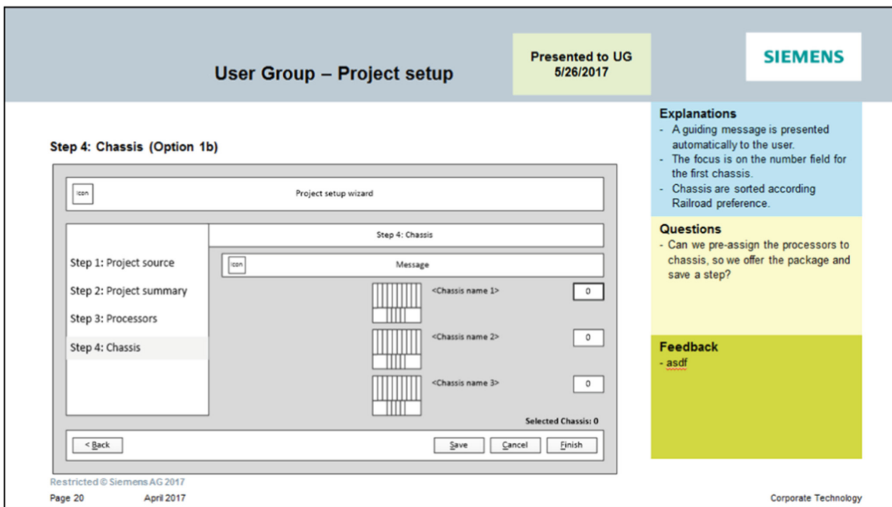 User Group – Project setup
Presented to UG
5/26/2017
SIEMENS
Step 4: Chassis (Option 1b)
Icon
Project setup wizard
Step 1: Project source
Step 2: Project summary
Step 3: Processors
Step 4: Chassis
Step 4: Chassis
Icon
Message
<Chassis name 1>
0
<Chassis name 2>
0
<Chassis name 3>
0
Selected Chassis: 0
< Back
Save
Cancel
Finish
Explanations
- A guiding message is presented
automatically to the user.
- The focus is on the number field for
the first chassis.
- Chassis are sorted according
Railroad preference.
Questions
- Can we pre-assign the processors to
chassis, so we offer the package and
save a step?
Feedback
- asdf
Restricted © Siemens AG 2017
Page 20 April 2017
Corporate Technology